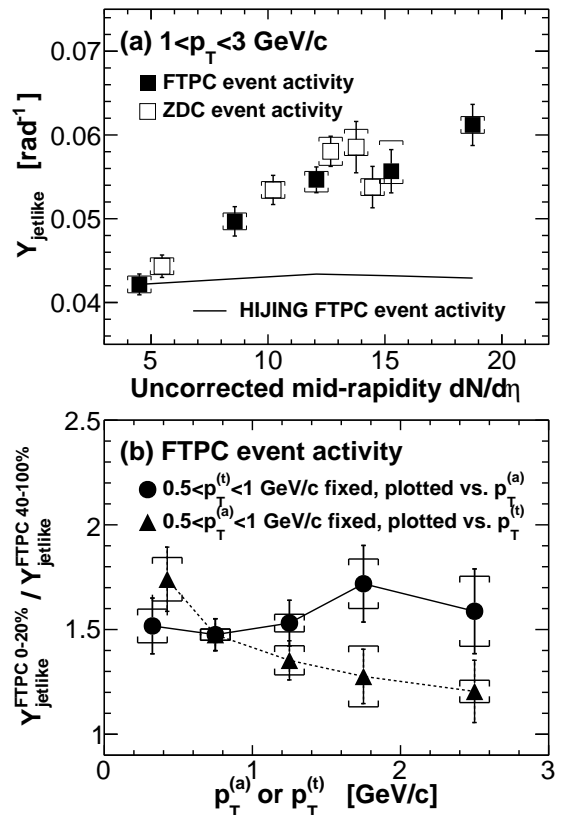 (a) 1<p_T<3 GeV/c
FTPC event activity
ZDC event activity
0.07
0.06
0.05
0.04
Y_jetlike [rad^-1]
HIJING FTPC event activity
5 10 15 20
Uncorrected mid-rapidity dN/dη
(b) FTPC event activity
0.5<p_T^(t)<1 GeV/c fixed, plotted vs. p_T^(a)
0.5<p_T^(a)<1 GeV/c fixed, plotted vs. p_T^(t)
2.5
2
1.5
1
Y_jetlike^FTPC 0-20% / Y_jetlike^FTPC 40-100%
0 1 2 3
p_T^(a) or p_T^(t) [GeV/c]